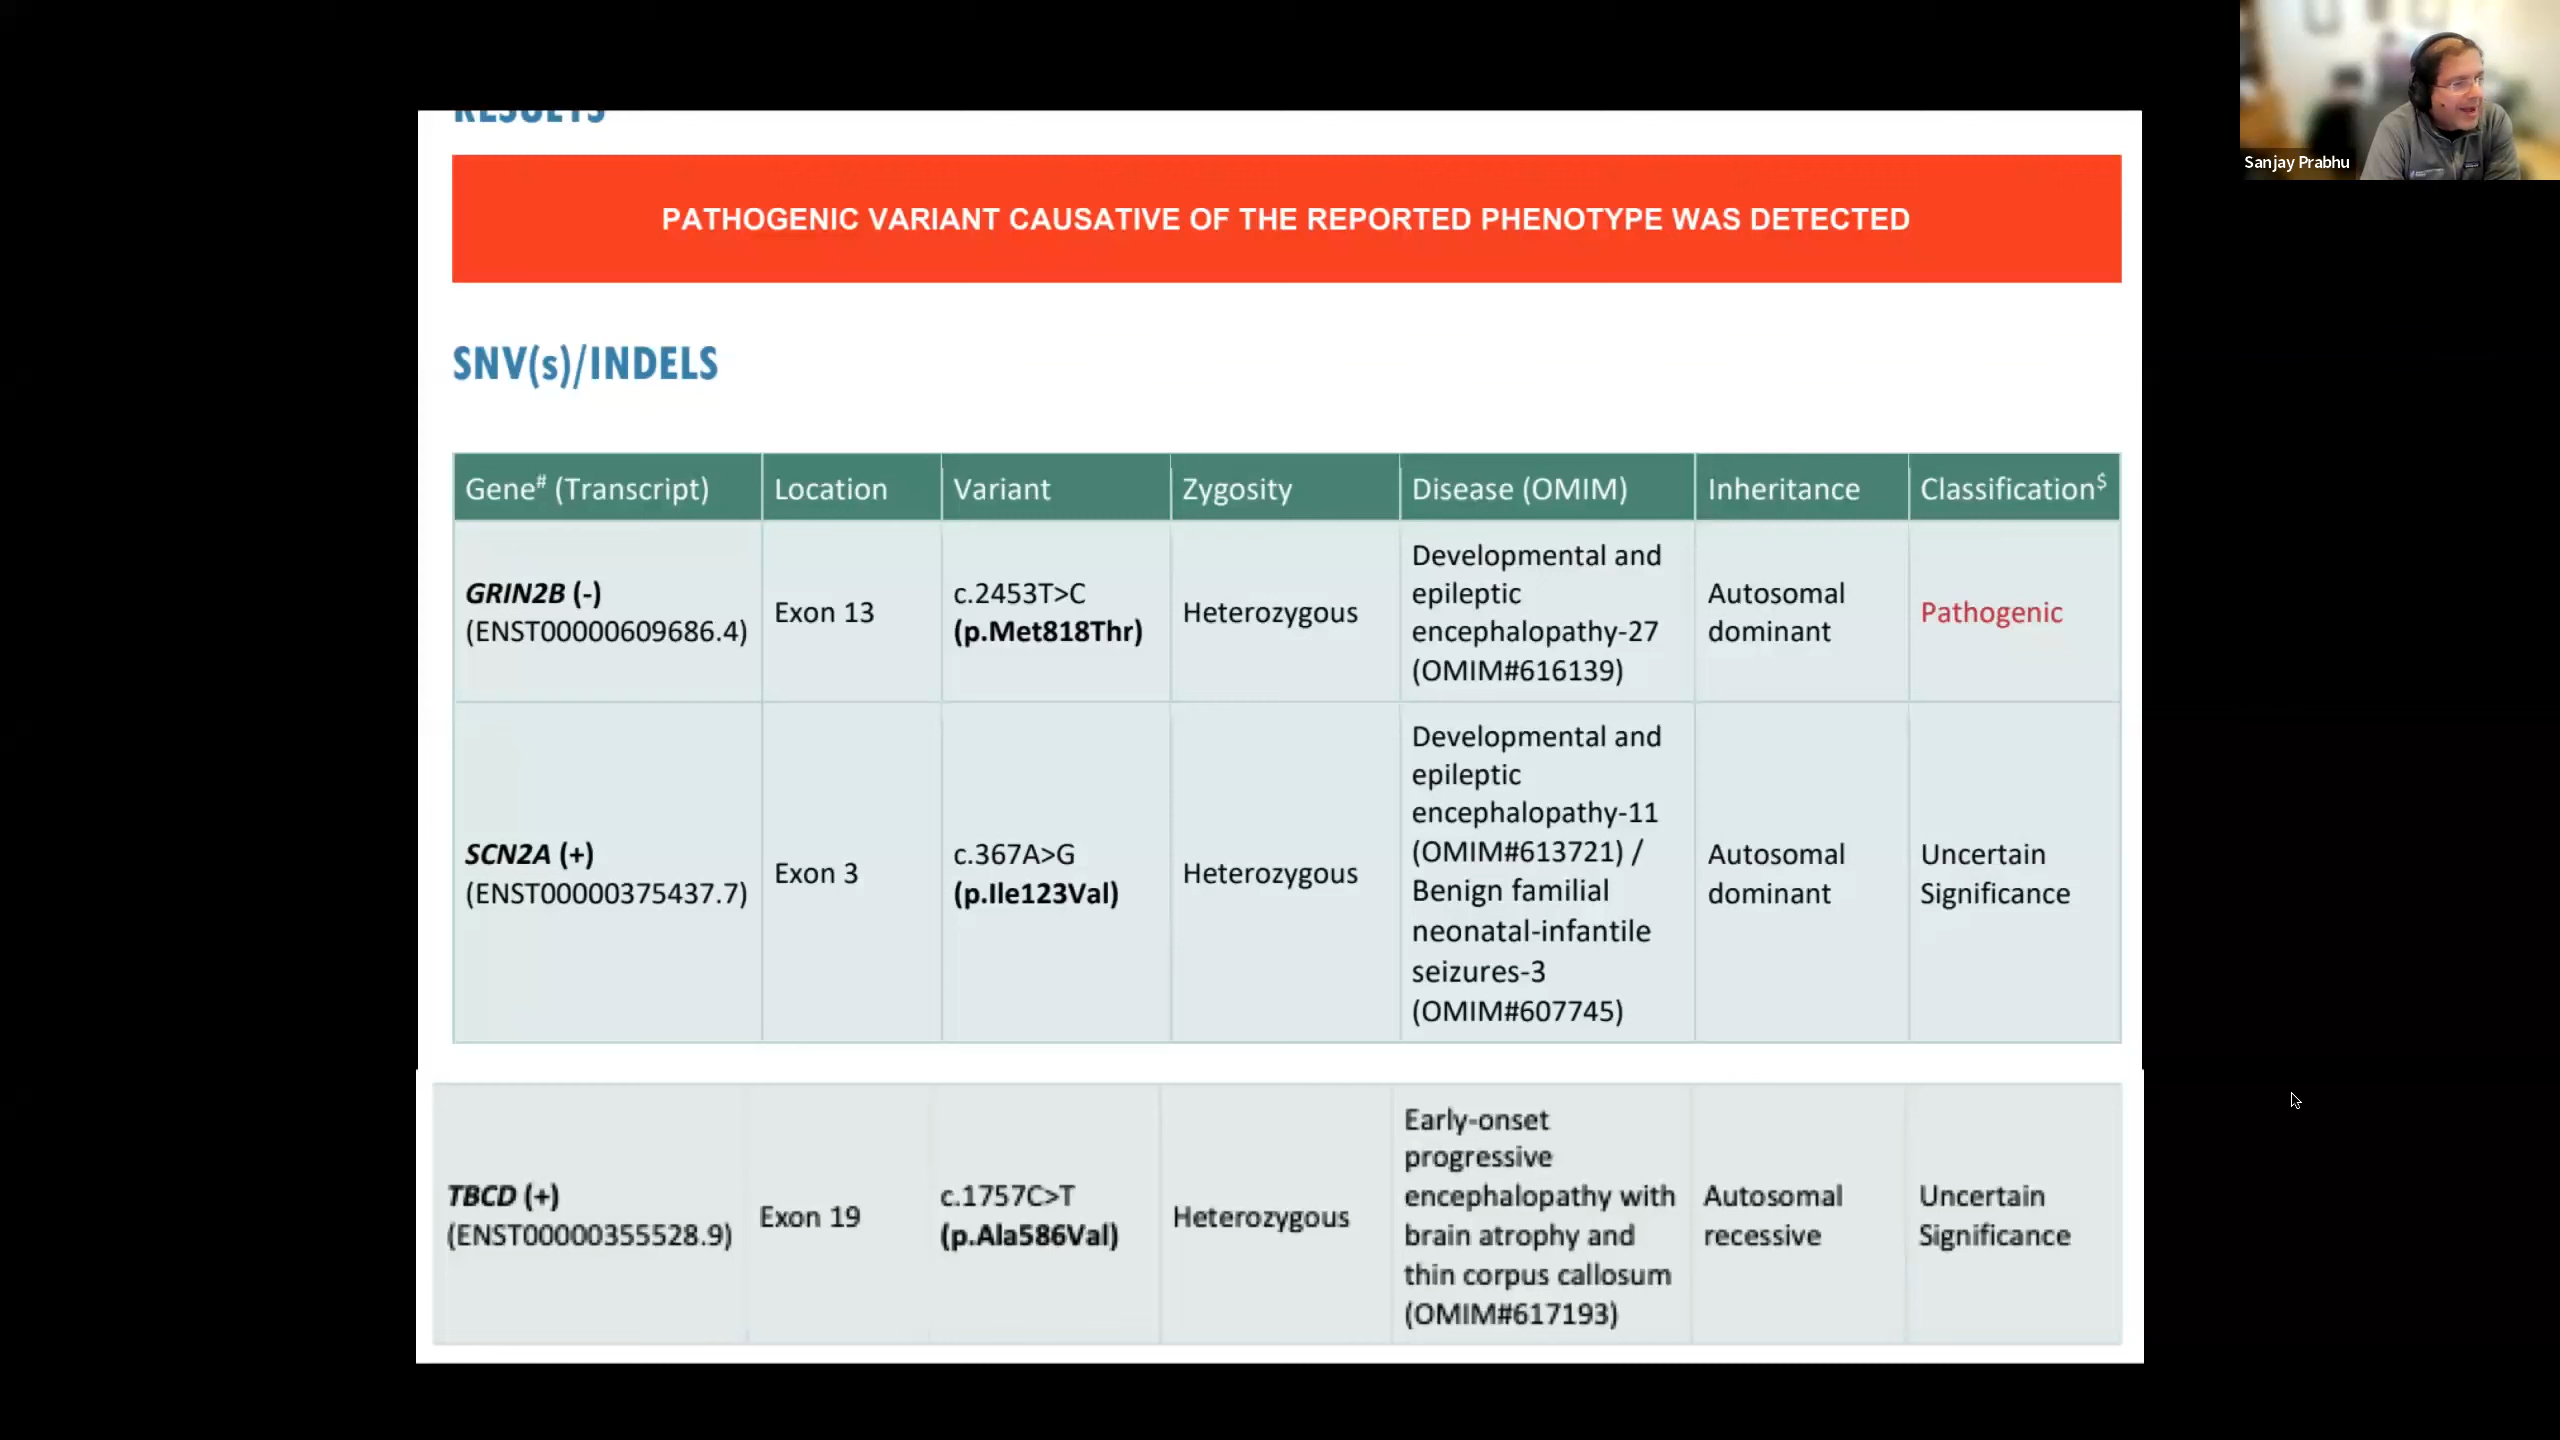 RESULTS
Sanjay Prabhu
PATHOGENIC VARIANT CAUSATIVE OF THE REPORTED PHENOTYPE WAS DETECTED
SNV(s)/INDELS
Gene# (Transcript) Location Variant Zygosity Disease (OMIM) Inheritance Classification$
GRIN2B (-)
(ENST00000609686.4)
Exon 13
c.2453T>C
(p.Met818Thr)
Heterozygous
Developmental and
epileptic
encephalopathy-27
(OMIM#616139)
Autosomal
dominant
Pathogenic
SCN2A (+)
(ENST00000375437.7)
Exon 3
c.367A>G
(p.Ile123Val)
Heterozygous
Developmental and
epileptic
encephalopathy-11
(OMIM#613721) /
Benign familial
neonatal-infantile
seizures-3
(OMIM#607745)
Autosomal
dominant
Uncertain
Significance
TBCD (+)
(ENST00000355528.9)
Exon 19
c.1757C>T
(p.Ala586Val)
Heterozygous
Early-onset
progressive
encephalopathy with
brain atrophy and
thin corpus callosum
(OMIM#617193)
Autosomal
recessive
Uncertain
Significance